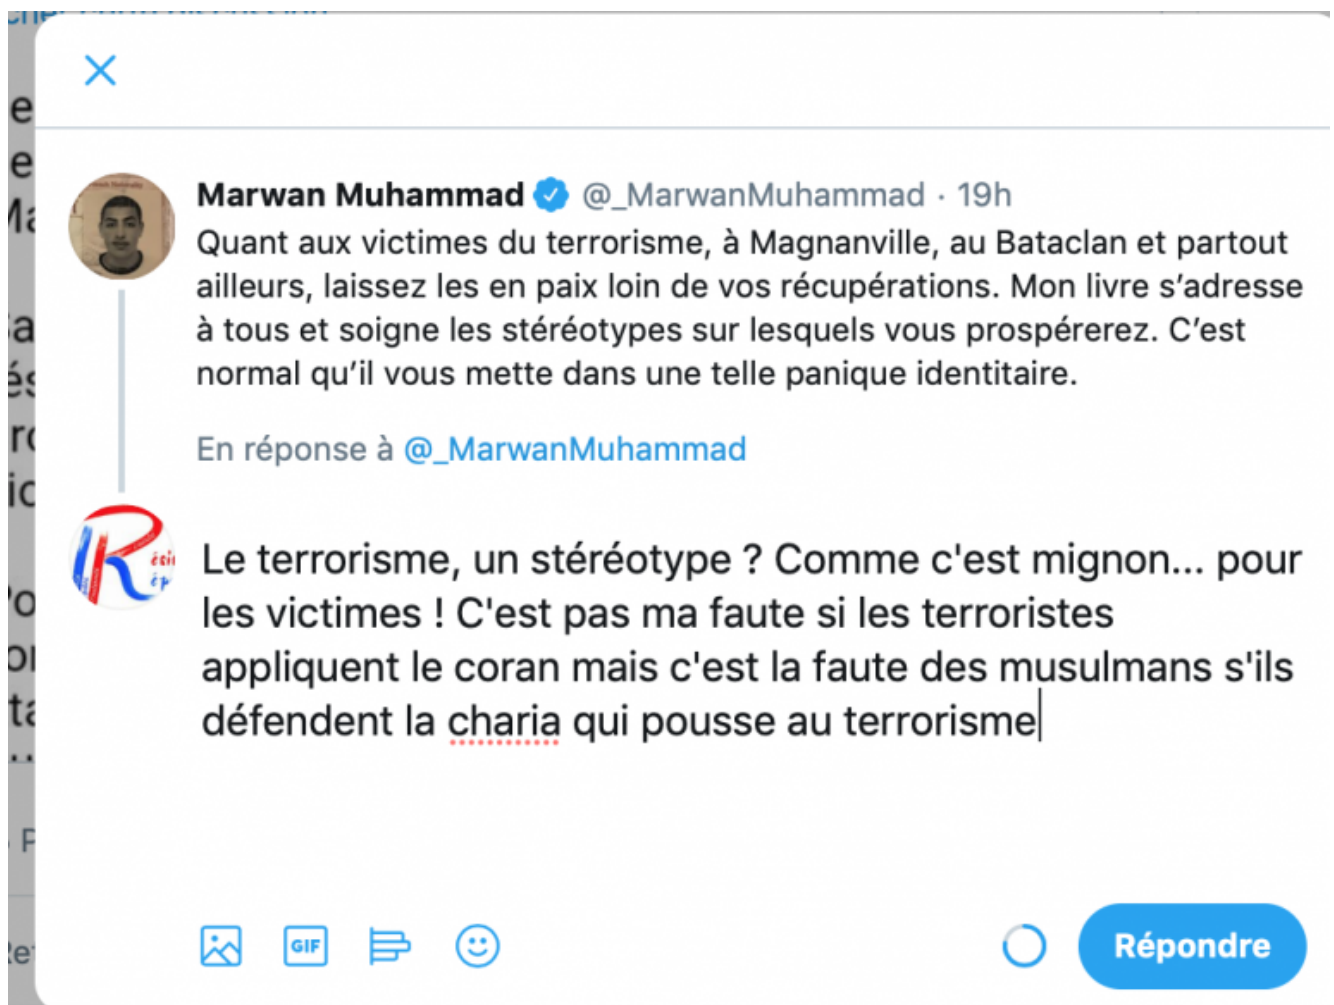 Marwan Muhammad @_MarwanMuhammad · 19h
Quant aux victimes du terrorisme, à Magnanville, au Bataclan et partout
ailleurs, laissez les en paix loin de vos récupérations. Mon livre s’adresse
à tous et soigne les stéréotypes sur lesquels vous prospérerez. C’est
normal qu’il vous mette dans une telle panique identitaire.
En réponse à @_MarwanMuhammad
Le terrorisme, un stéréotype ? Comme c'est mignon... pour
les victimes ! C'est pas ma faute si les terroristes
appliquent le coran mais c'est la faute des musulmans s'ils
défendent la charia qui pousse au terrorisme
GIF
Répondre